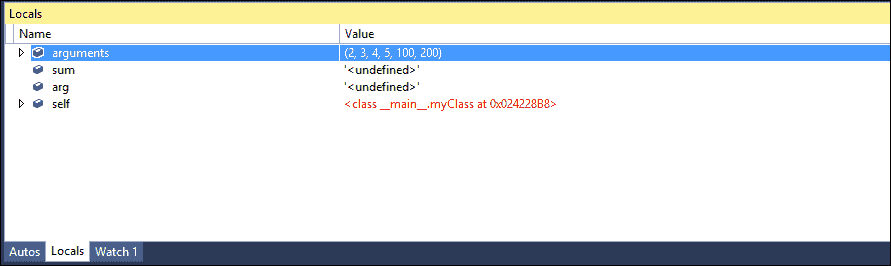 Locals
Name Value
arguments (2, 3, 4, 5, 100, 200)
sum '<undefined>'
arg '<undefined>'
self <class __main__.myClass at 0x024228B8>
Autos Locals Watch 1